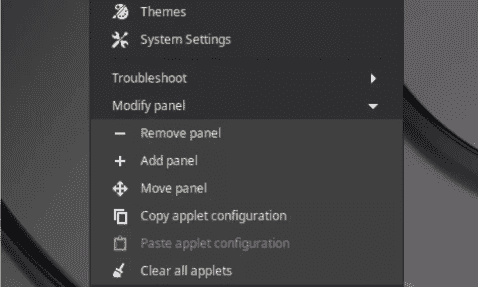 Themes
System Settings
Troubleshoot
Modify panel
Remove panel
Add panel
Move panel
Copy applet configuration
Paste applet configuration
Clear all applets